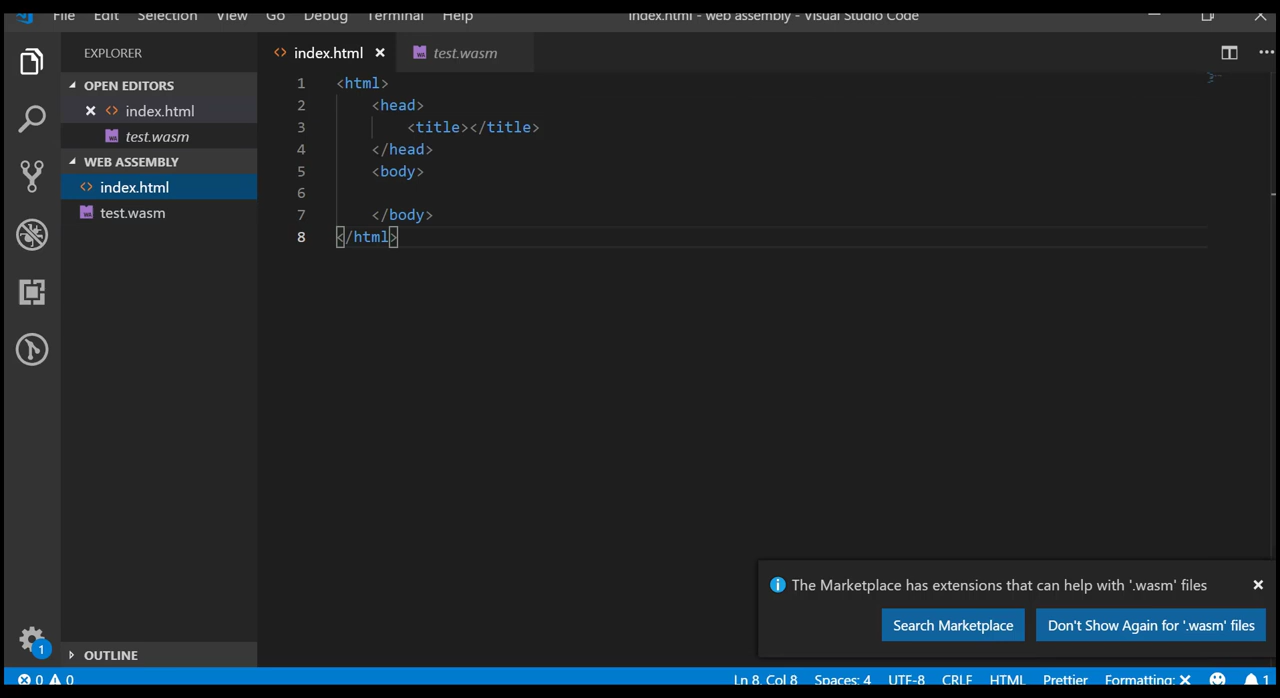 File Edit Selection View Go Debug Terminal Help index.html - web assembly - Visual Studio Code
EXPLORER
OPEN EDITORS
index.html
test.wasm
WEB ASSEMBLY
index.html
test.wasm
OUTLINE
1
index.html test.wasm
1 <html>
2 <head>
3 <title></title>
4 </head>
5 <body>
6
7 </body>
8 </html>
The Marketplace has extensions that can help with '.wasm' files
Search Marketplace Don't Show Again for '.wasm' files
0 0 Ln 8, Col 8 Spaces: 4 UTF-8 CRLF HTML Prettier Formatting: 1